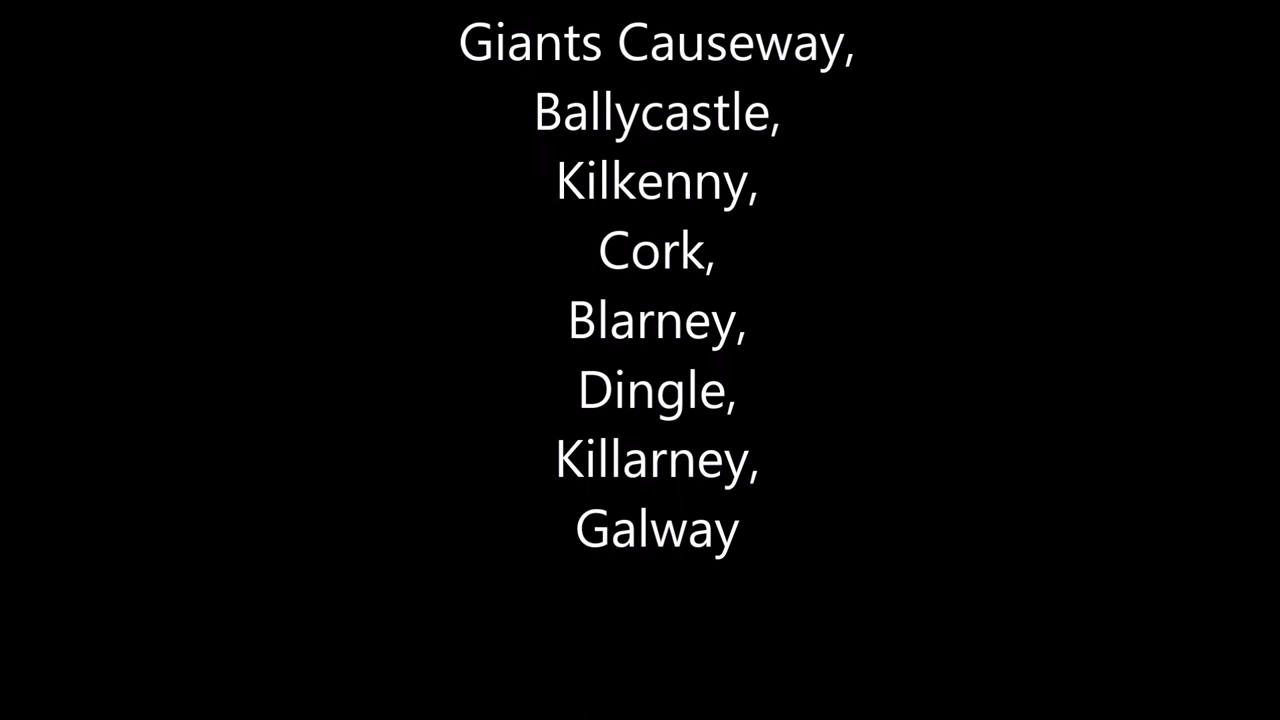 Giants Causeway,
Ballycastle,
Kilkenny,
Cork,
Blarney,
Dingle,
Killarney,
Galway